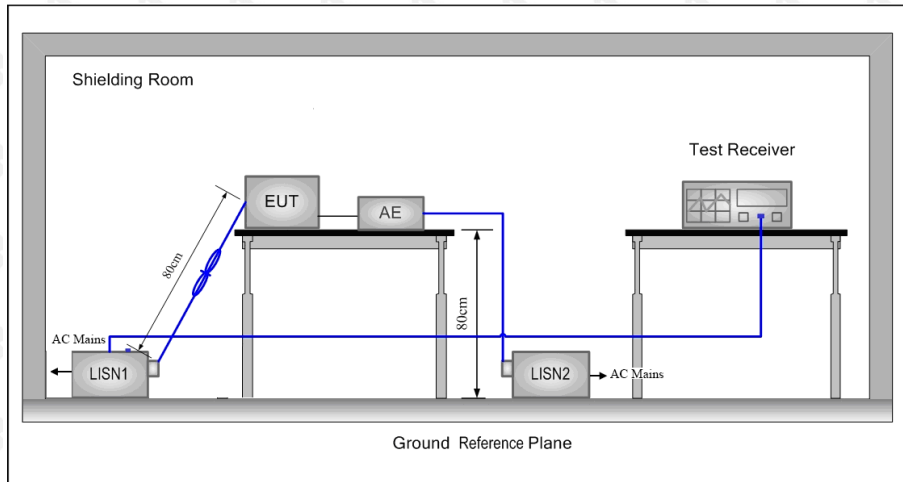 Shielding Room
Test Receiver
EUT
AE
80cm
80cm
AC Mains
LISN1
LISN2
AC Mains
Ground Reference Plane